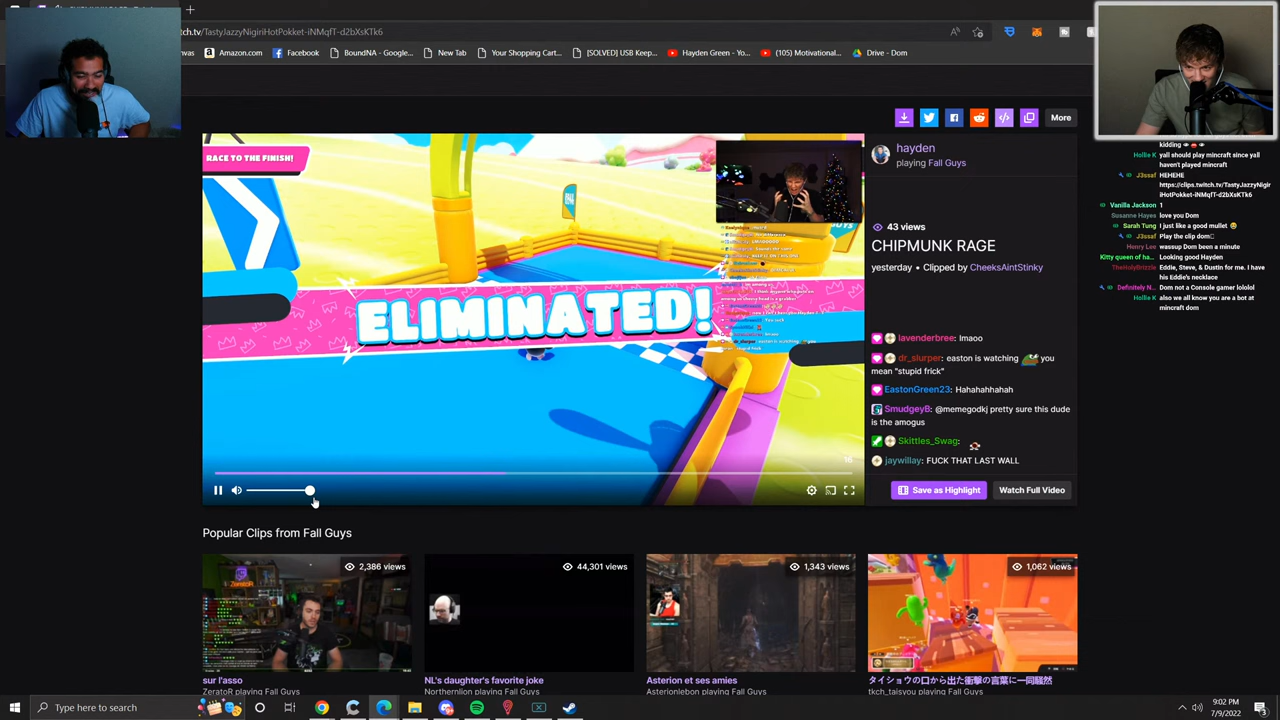 tch.tv/TastyJazzyNigiriHotPokket-iNMqfT-d2bXsKTk6
nvas
Amazon.com
Facebook
BoundNA - Google...
New Tab
Your Shopping Cart...
[SOLVED] USB Keep...
Hayden Green - Yo...
(105) Motivational...
Drive - Dom
More
RACE TO THE FINISH!
ELIMINATED!
16
hayden
playing Fall Guys
43 views
CHIPMUNK RAGE
yesterday • Clipped by CheeksAintStinky
lavenderbree: lmaoo
dr_slurper: easton is watching you
mean "stupid frick"
EastonGreen23: Hahahahhahah
SmudgeyB: @memegodkj pretty sure this dude
is the amogus
Skittles_Swag:
jaywillay: FUCK THAT LAST WALL
Save as Highlight
Watch Full Video
kidding
Hollie K yall should play mincraft since yall
haven't played mincraft
J3ssaf HEHEHE
https://clips.twitch.tv/TastyJazzyNigir
iHotPokket-iNMqfT-d2bXsKTk6
Vanilla Jackson 1
Susanne Hayes love you Dom
Sarah Tung I just like a good mullet
J3ssaf Play the clip dom
Henry Lee wassup Dom been a minute
Kitty queen of ha... Looking good Hayden
TheHolyBrizzle Eddie, Steve, & Dustin for me. I have
his Eddie's necklace
Definitely N... Dom not a Console gamer lololol
Hollie K also we all know you are a bot at
mincraft dom
Popular Clips from Fall Guys
2,386 views
44,301 views
1,343 views
1,062 views
sur l'asso
ZeratoR playing Fall Guys
NL's daughter's favorite joke
Northernlion playing Fall Guys
Asterion et ses amies
Asterionlebon playing Fall Guys
タイショウの口から出た衝撃の言葉に一同騒然
tkch_taisyou playing Fall Guys
Type here to search
9:02 PM
7/9/2022
3